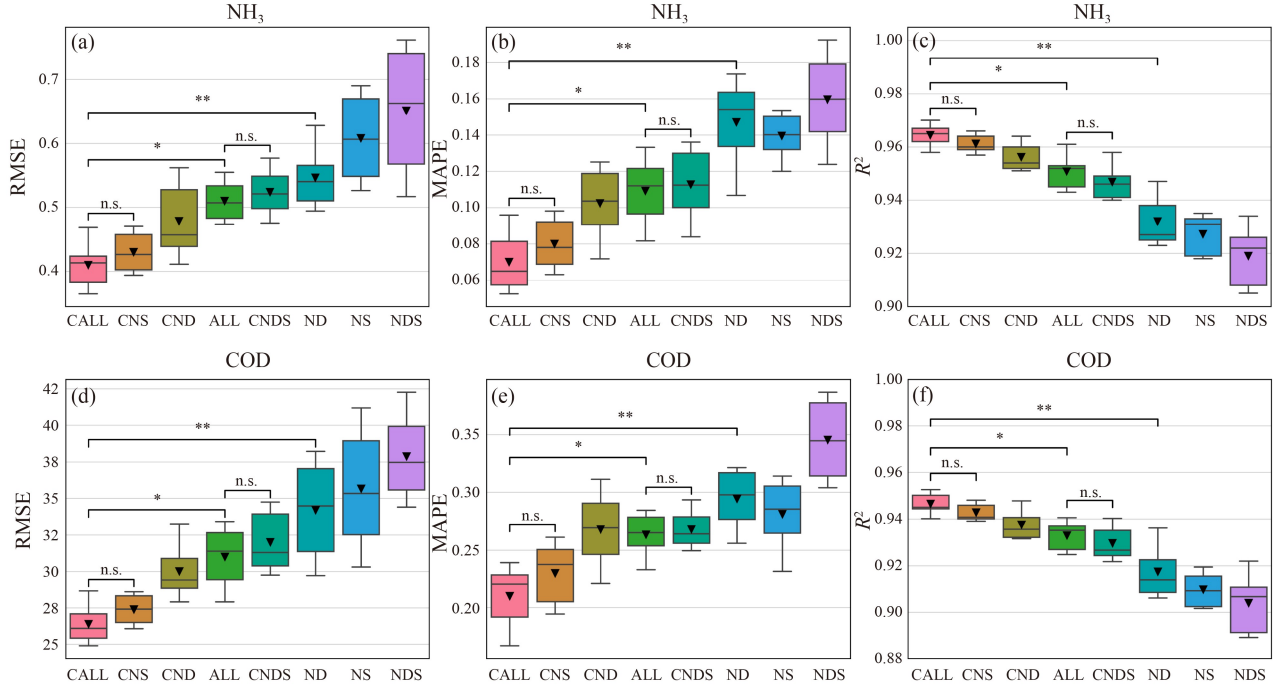 NH3
(a)
RMSE
0.7
0.6
0.5
0.4
**
*
n.s.
n.s.
CALL CNS CND ALL CNDS ND NS NDS
NH3
(b)
MAPE
0.18
0.16
0.14
0.12
0.10
0.08
0.06
**
*
n.s.
n.s.
CALL CNS CND ALL CNDS ND NS NDS
NH3
(c)
R2
1.00
0.98
0.96
0.94
0.92
0.90
**
*
n.s.
n.s.
CALL CNS CND ALL CNDS ND NS NDS
COD
(d)
RMSE
42
40
38
35
32
30
28
25
**
*
n.s.
n.s.
CALL CNS CND ALL CNDS ND NS NDS
COD
(e)
MAPE
0.35
0.30
0.25
0.20
**
*
n.s.
n.s.
CALL CNS CND ALL CNDS ND NS NDS
COD
(f)
R2
1.00
0.98
0.96
0.94
0.92
0.90
0.88
**
*
n.s.
n.s.
CALL CNS CND ALL CNDS ND NS NDS